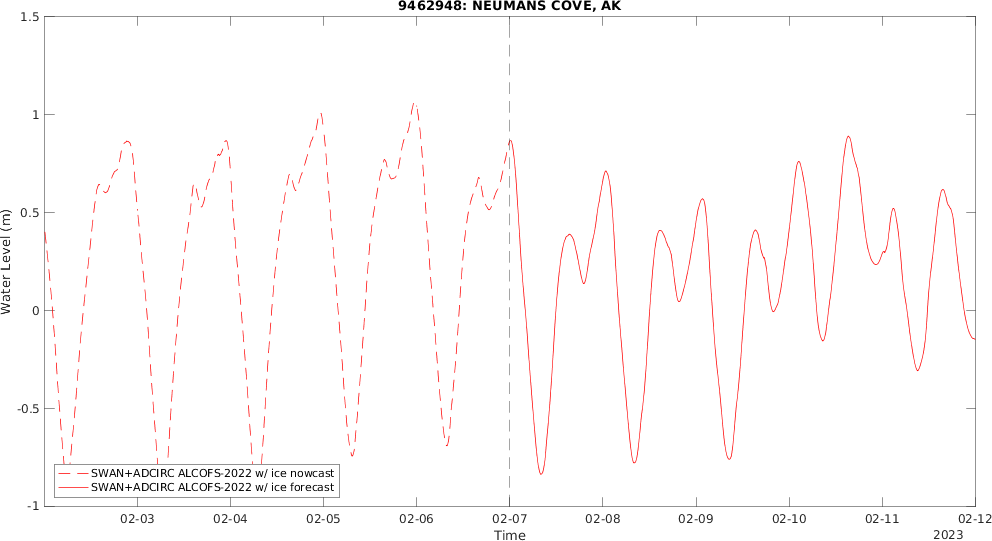 9462948: NEUMANS COVE, AK
Water Level (m)
1.5
1
0.5
0
-0.5
-1
SWAN+ADCIRC ALCOFS-2022 w/ ice nowcast
SWAN+ADCIRC ALCOFS-2022 w/ ice forecast
02-03 02-04 02-05 02-06 02-07 02-08 02-09 02-10 02-11 02-12
Time
2023